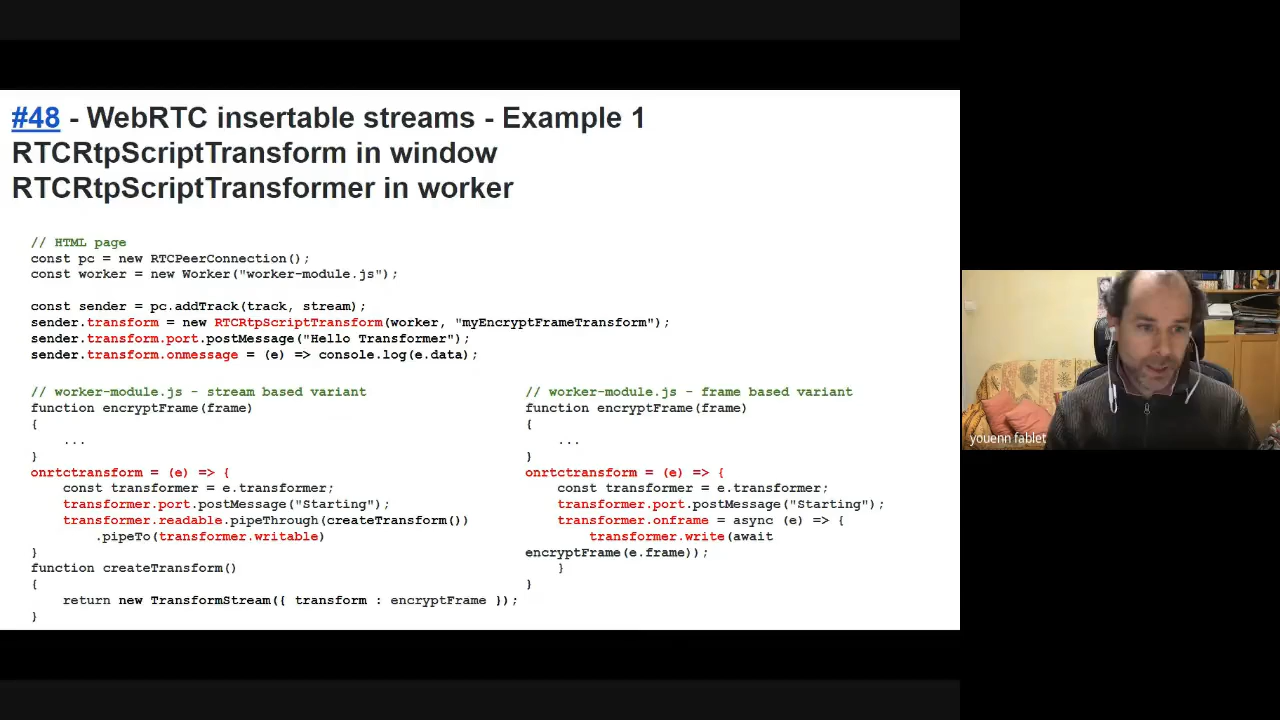 #48 - WebRTC insertable streams - Example 1
RTCRtpScriptTransform in window
RTCRtpScriptTransformer in worker
// HTML page
const pc = new RTCPeerConnection();
const worker = new Worker("worker-module.js");
const sender = pc.addTrack(track, stream);
sender.transform = new RTCRtpScriptTransform(worker, "myEncryptFrameTransform");
sender.transform.port.postMessage("Hello Transformer");
sender.transform.onmessage = (e) => console.log(e.data);
// worker-module.js - stream based variant
function encryptFrame(frame)
{
...
}
onrtctransform = (e) => {
const transformer = e.transformer;
transformer.port.postMessage("Starting");
transformer.readable.pipeThrough(createTransform())
.pipeTo(transformer.writable)
}
function createTransform()
{
return new TransformStream({ transform : encryptFrame });
}
// worker-module.js - frame based variant
function encryptFrame(frame)
{
...
}
onrtctransform = (e) => {
const transformer = e.transformer;
transformer.port.postMessage("Starting");
transformer.onframe = async (e) => {
transformer.write(await
encryptFrame(e.frame));
}
}
youenn fablet